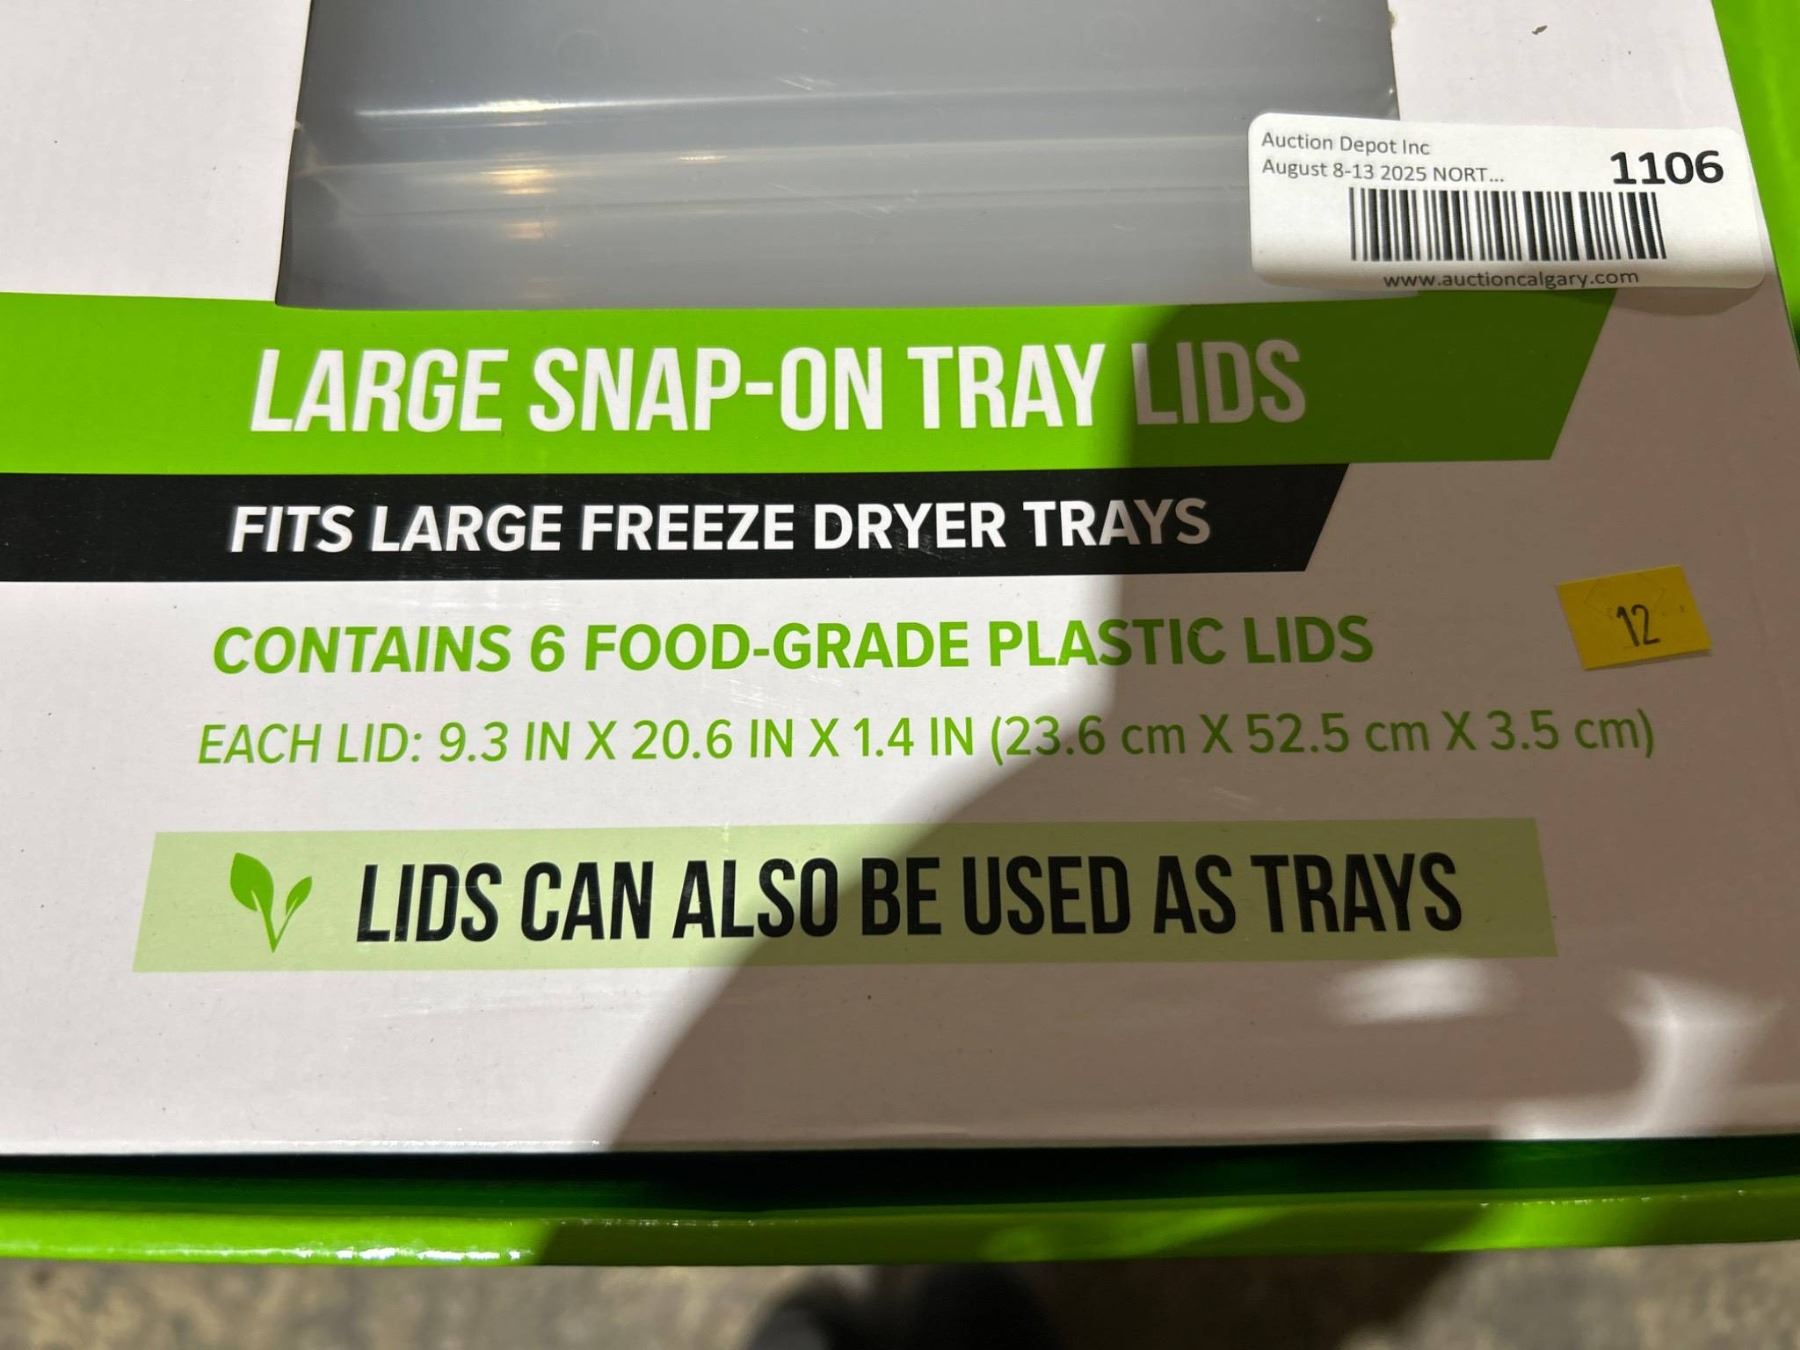 Auction Depot Inc
August 8-13 2025 NORT...
1106
www.auctioncalgary.com
LARGE SNAP-ON TRAY LIDS
FITS LARGE FREEZE DRYER TRAYS
CONTAINS 6 FOOD-GRADE PLASTIC LIDS
12
EACH LID: 9.3 IN X 20.6 IN X 1.4 IN (23.6 cm X 52.5 cm X 3.5 cm)
LIDS CAN ALSO BE USED AS TRAYS